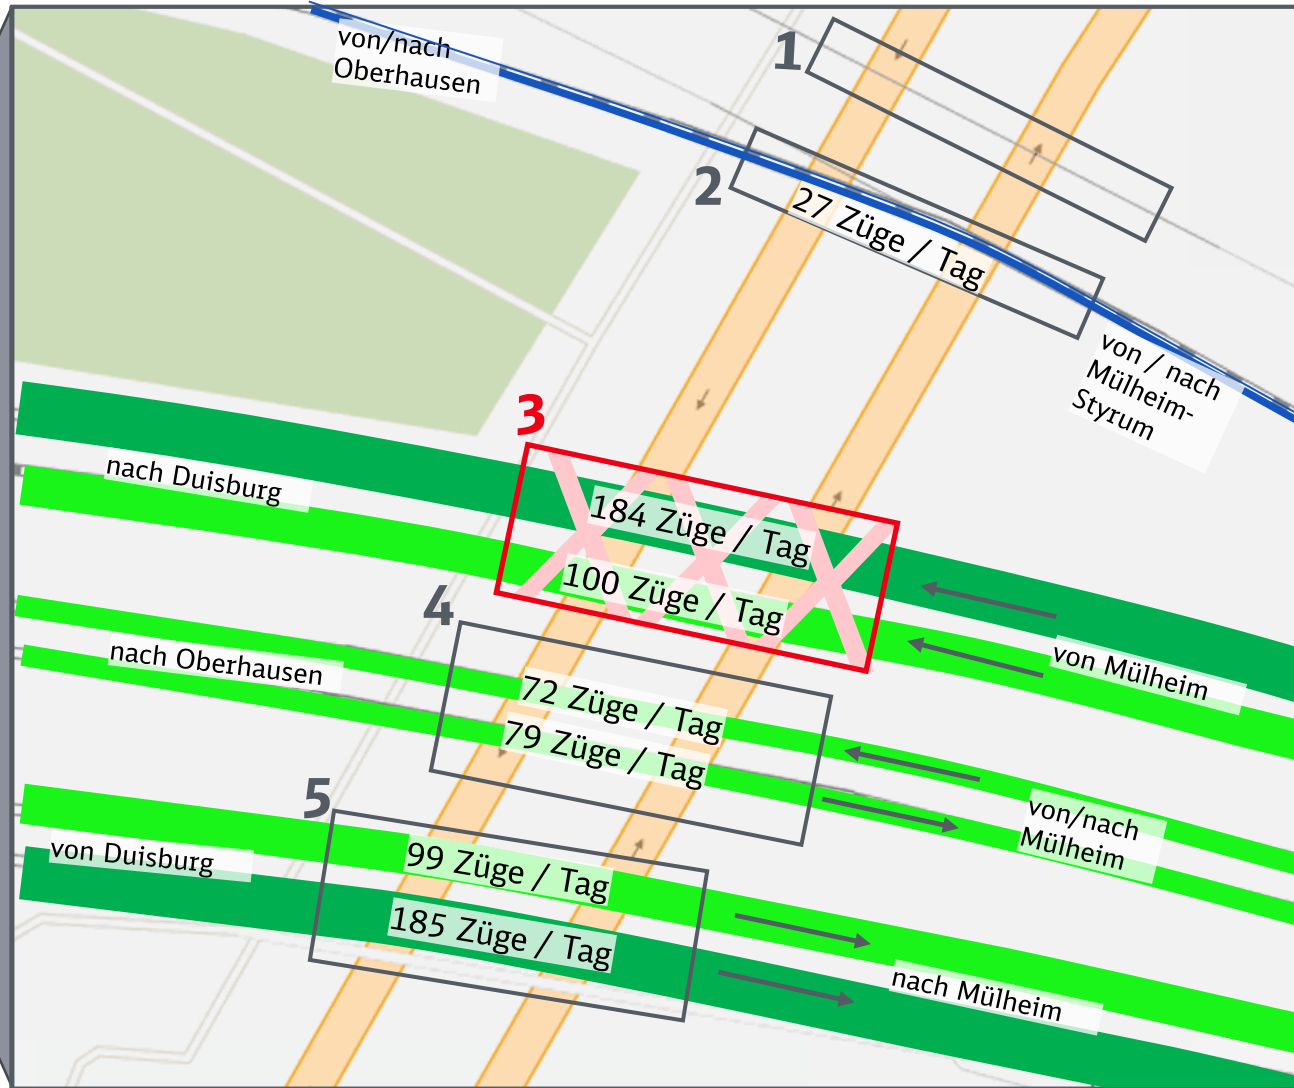 von/nach
Oberhausen
1
2
27 Züge / Tag
von / nach
Mülheim-
Styrum
3
nach Duisburg
184 Züge / Tag
100 Züge / Tag
4
von Mülheim
nach Oberhausen
72 Züge / Tag
79 Züge / Tag
5
von/nach
Mülheim
von Duisburg
99 Züge / Tag
185 Züge / Tag
nach Mülheim